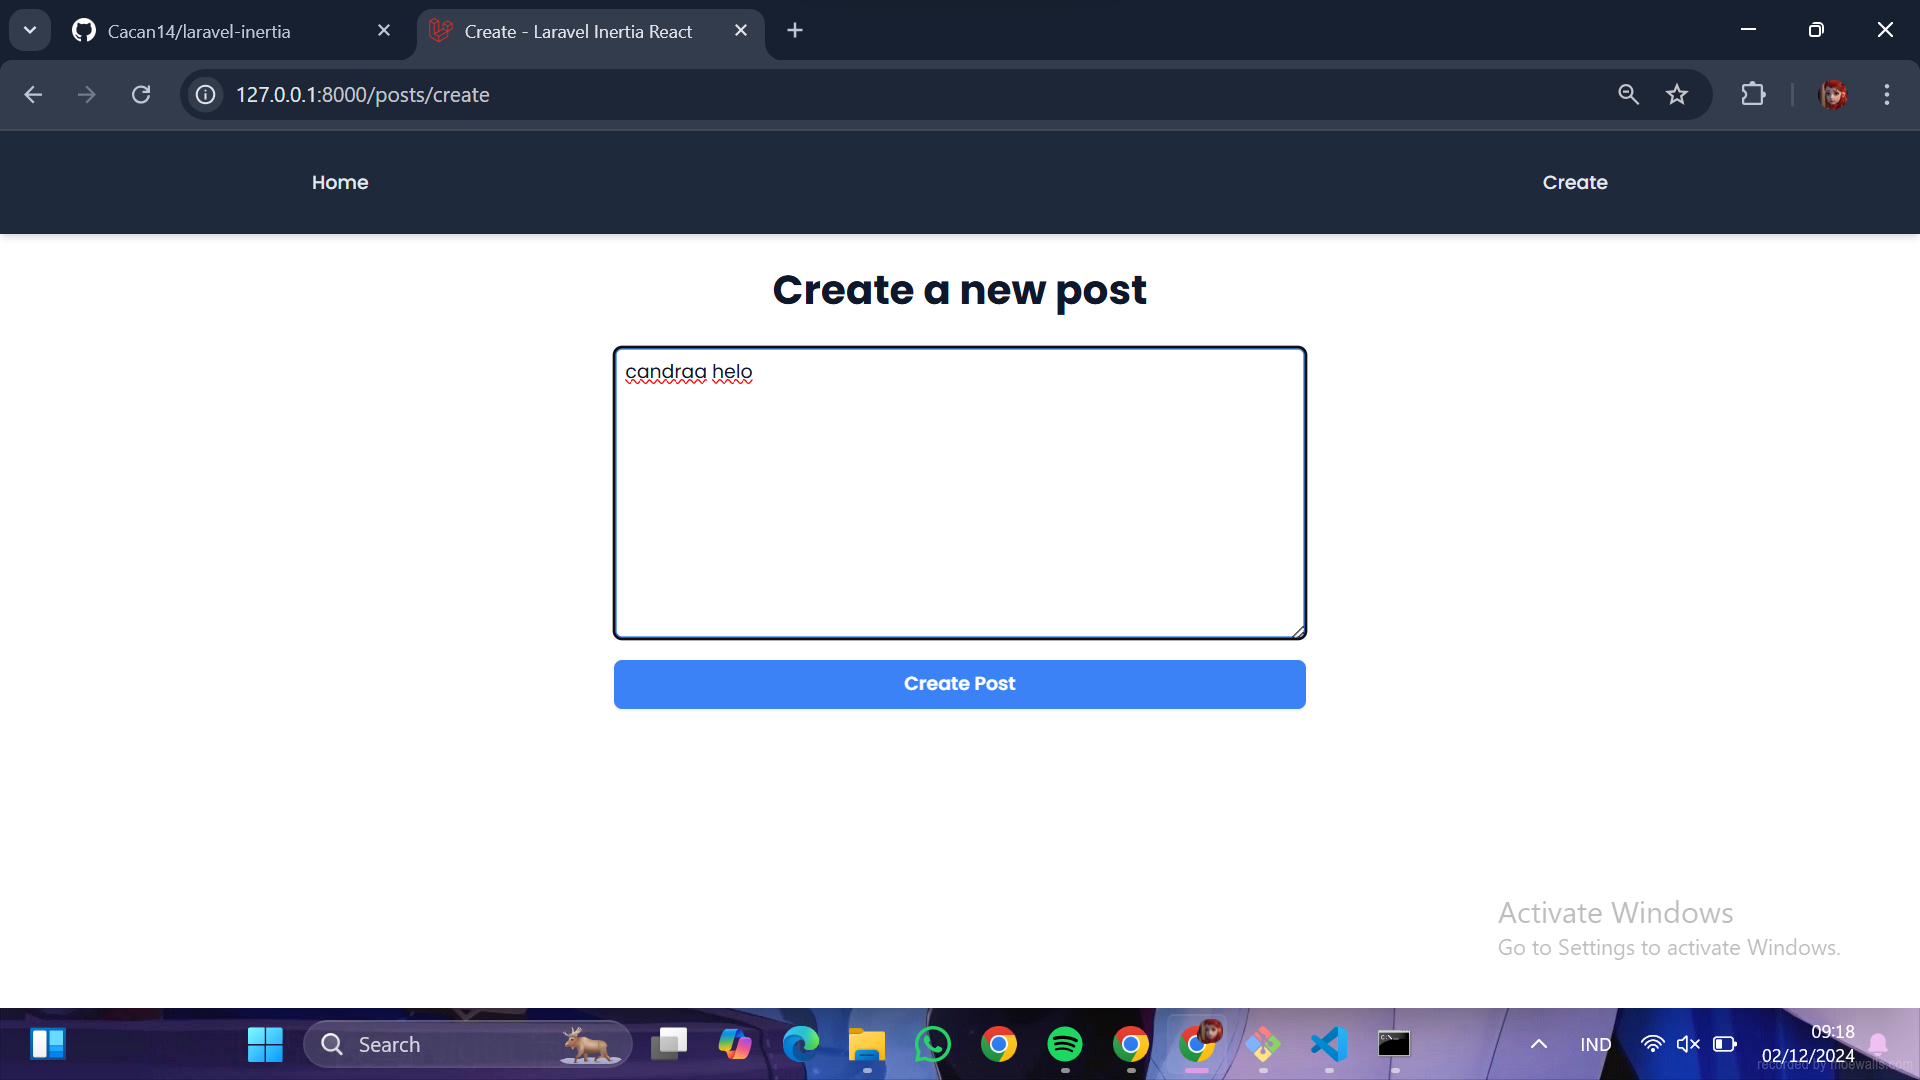 Cacan14/laravel-inertia
Create - Laravel Inertia React
127.0.0.1:8000/posts/create
Home
Create
Create a new post
candraa helo
Create Post
Activate Windows
Go to Settings to activate Windows.
Search
IND
09:18
02/12/2024
recorded by moewalls.com